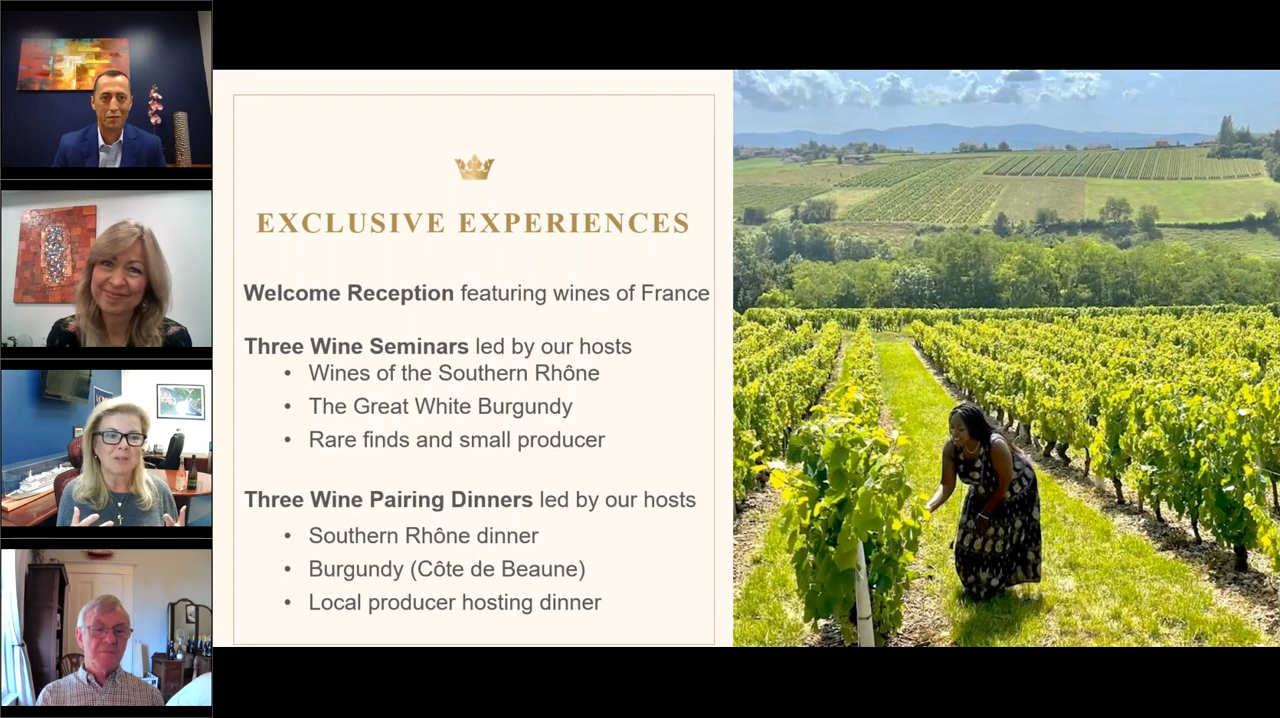 EXCLUSIVE EXPERIENCES
Welcome Reception featuring wines of France
Three Wine Seminars led by our hosts
• Wines of the Southern Rhône
• The Great White Burgundy
• Rare finds and small producer
Three Wine Pairing Dinners led by our hosts
• Southern Rhône dinner
• Burgundy (Côte de Beaune)
• Local producer hosting dinner